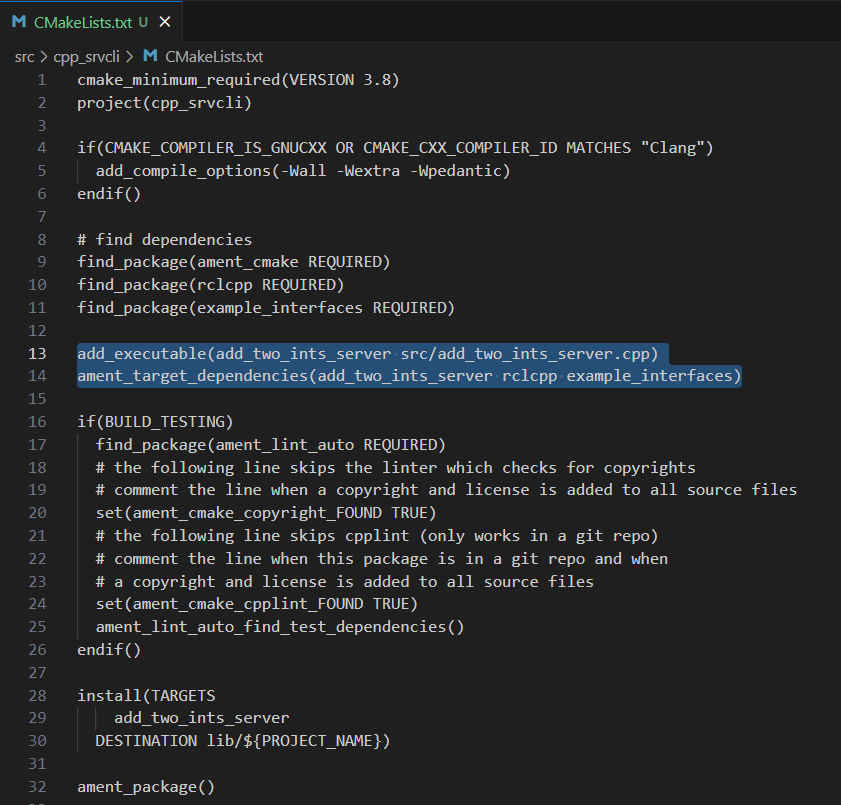 CMakeLists.txt U
src > cpp_srvcli > CMakeLists.txt
1 cmake_minimum_required(VERSION 3.8)
2 project(cpp_srvcli)
3
4 if(CMAKE_COMPILER_IS_GNUCXX OR CMAKE_CXX_COMPILER_ID MATCHES "Clang")
5   add_compile_options(-Wall -Wextra -Wpedantic)
6 endif()
7
8 # find dependencies
9 find_package(ament_cmake REQUIRED)
10 find_package(rclcpp REQUIRED)
11 find_package(example_interfaces REQUIRED)
12
13 add_executable(add_two_ints_server src/add_two_ints_server.cpp)
14 ament_target_dependencies(add_two_ints_server rclcpp example_interfaces)
15
16 if(BUILD_TESTING)
17   find_package(ament_lint_auto REQUIRED)
18   # the following line skips the linter which checks for copyrights
19   # comment the line when a copyright and license is added to all source files
20   set(ament_cmake_copyright_FOUND TRUE)
21   # the following line skips cpplint (only works in a git repo)
22   # comment the line when this package is in a git repo and when
23   # a copyright and license is added to all source files
24   set(ament_cmake_cpplint_FOUND TRUE)
25   ament_lint_auto_find_test_dependencies()
26 endif()
27
28 install(TARGETS
29     add_two_ints_server
30   DESTINATION lib/${PROJECT_NAME})
31
32 ament_package()